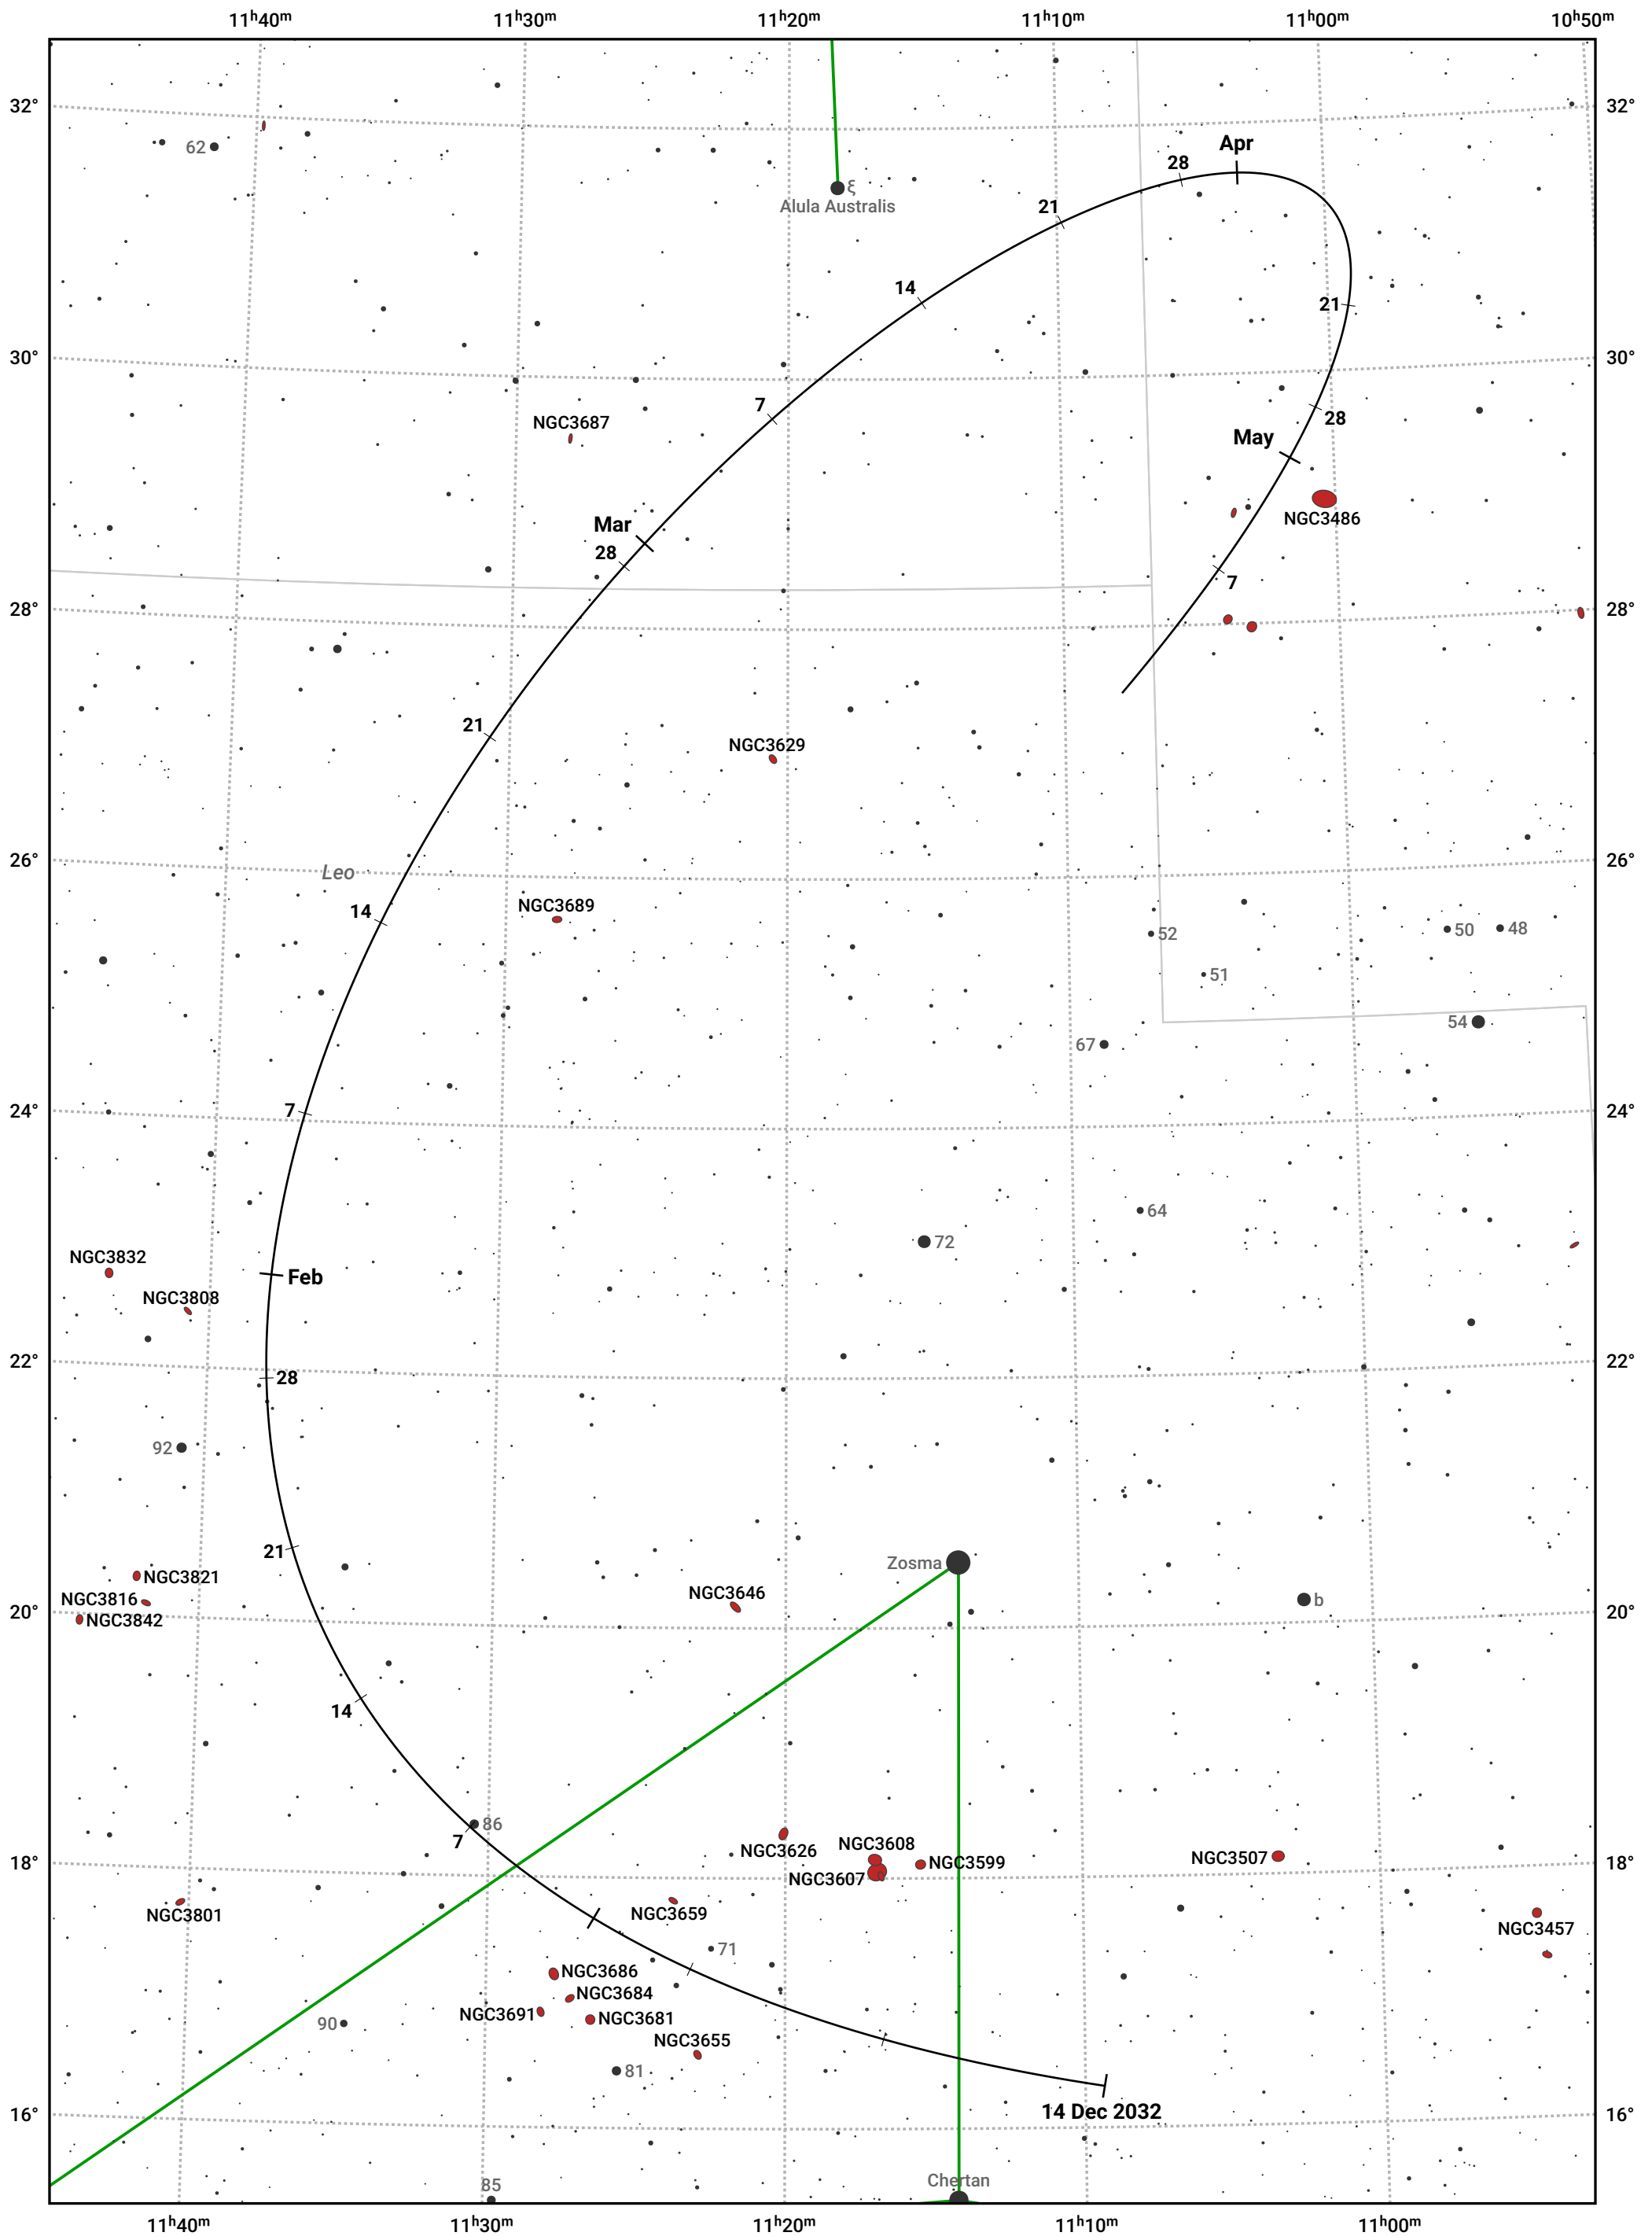 11ʰ40ᵐ 11ʰ30ᵐ 11ʰ20ᵐ 11ʰ10ᵐ 11ʰ00ᵐ 10ʰ50ᵐ
32° 32°
Apr
62
28
ξ
Alula Australis
21
14
21
30° 30°
7
28
NGC3687
May
NGC3486
Mar
28
7
28° 28°
21
NGC3629
26° 26°
Leo
NGC3689
14
52
50
48
51
54
67
7
24° 24°
64
72
NGC3832
Feb
NGC3808
22° 22°
28
92
21
Zosma
NGC3821
NGC3646
NGC3816
b
20° 20°
NGC3842
14
86
7
NGC3608
NGC3626
NGC3507
18° 18°
NGC3599
NGC3607
NGC3659
NGC3801
NGC3457
71
NGC3686
NGC3684
NGC3691
NGC3681
90
NGC3655
81
14 Dec 2032
16° 16°
Chertan
85
11ʰ40ᵐ 11ʰ30ᵐ 11ʰ20ᵐ 11ʰ10ᵐ 11ʰ00ᵐ